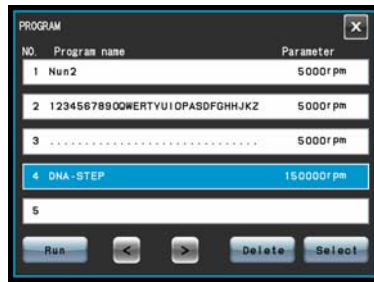 PROGRAM X
NO. Program name Parameter
1 Nun2 5000rpm
2 1234567890QWERTYUIOPASDFGHHJKZ 5000rpm
3 .............................. 5000rpm
4 DNA-STEP 150000rpm
5
Run < > Delete Select